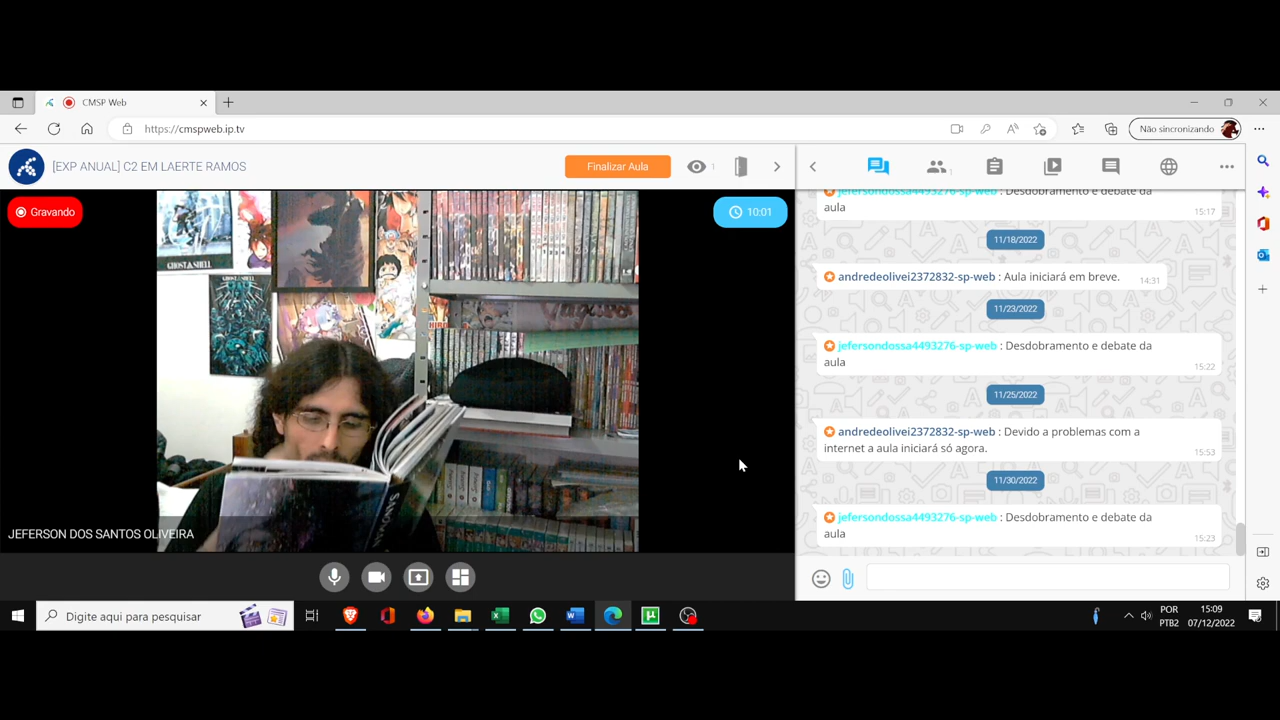 CMSP Web
https://cmspweb.ip.tv
Não sincronizando
[EXP ANUAL] C2 EM LAERTE RAMOS
Finalizar Aula
1
1
Gravando
10:01
GHOST SHELL
JEFERSON DOS SANTOS OLIVEIRA
jefersondossa4493276-sp-web : Desdobramento e debate da
aula
15:17
11/18/2022
andredeolivei2372832-sp-web : Aula iniciará em breve.
14:31
11/23/2022
jefersondossa4493276-sp-web : Desdobramento e debate da
aula
15:22
11/25/2022
andredeolivei2372832-sp-web : Devido a problemas com a
internet a aula iniciará só agora.
15:53
11/30/2022
jefersondossa4493276-sp-web : Desdobramento e debate da
aula
15:23
Digite aqui para pesquisar
POR
PTB2
15:09
07/12/2022